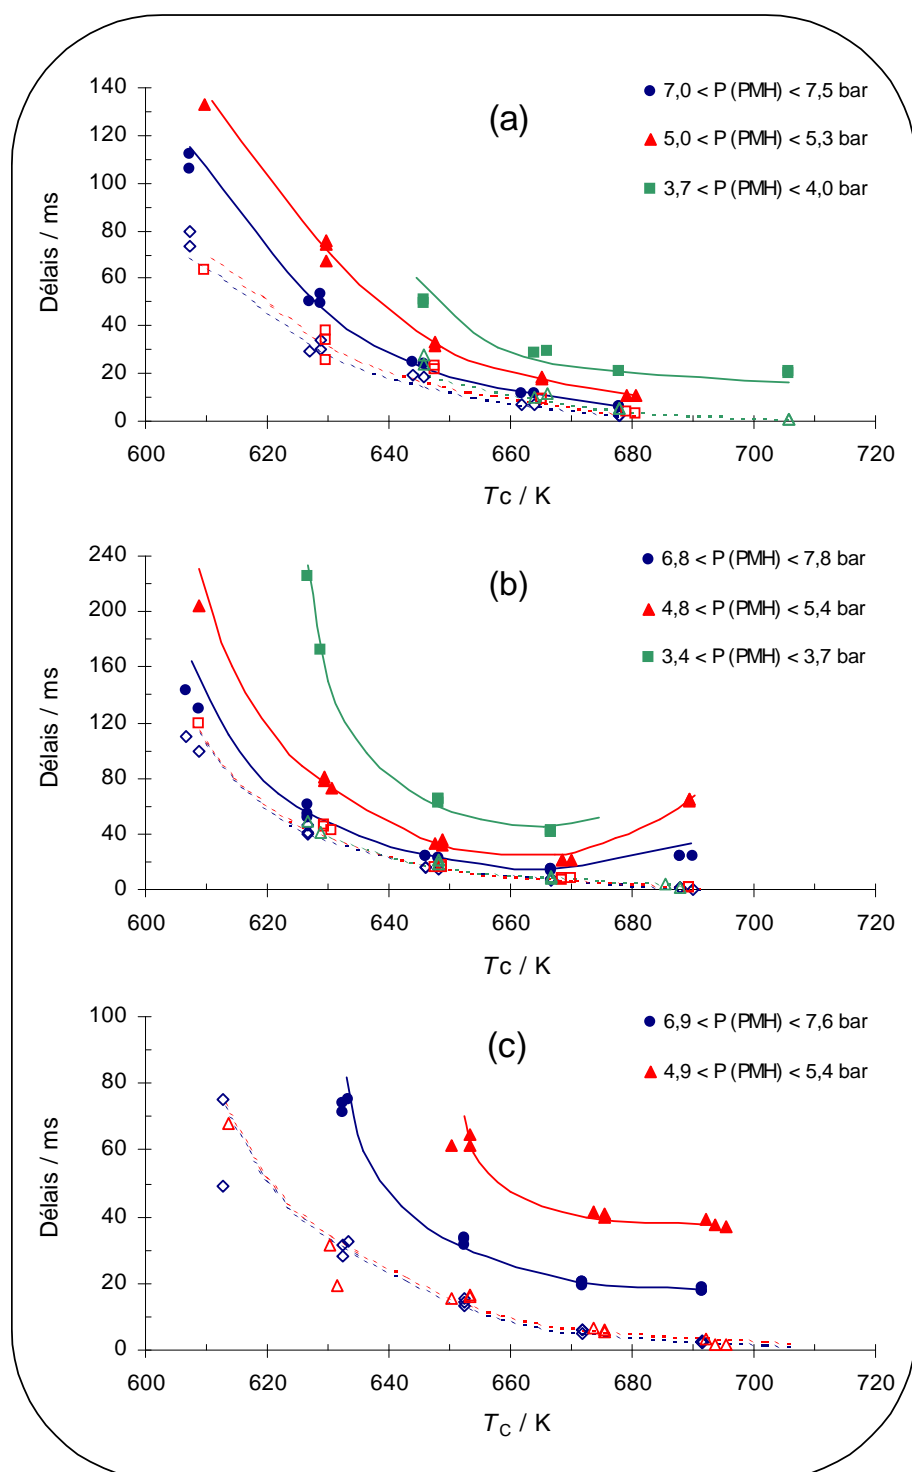 (a)
7,0 < P (PMH) < 7,5 bar
5,0 < P (PMH) < 5,3 bar
3,7 < P (PMH) < 4,0 bar
Délais / ms
140
120
100
80
60
40
20
0
600 620 640 660 680 700 720
Tc / K
(b)
6,8 < P (PMH) < 7,8 bar
4,8 < P (PMH) < 5,4 bar
3,4 < P (PMH) < 3,7 bar
Délais / ms
240
200
160
120
80
40
0
600 620 640 660 680 700 720
Tc / K
(c)
6,9 < P (PMH) < 7,6 bar
4,9 < P (PMH) < 5,4 bar
Délais / ms
100
80
60
40
20
0
600 620 640 660 680 700 720
TC / K